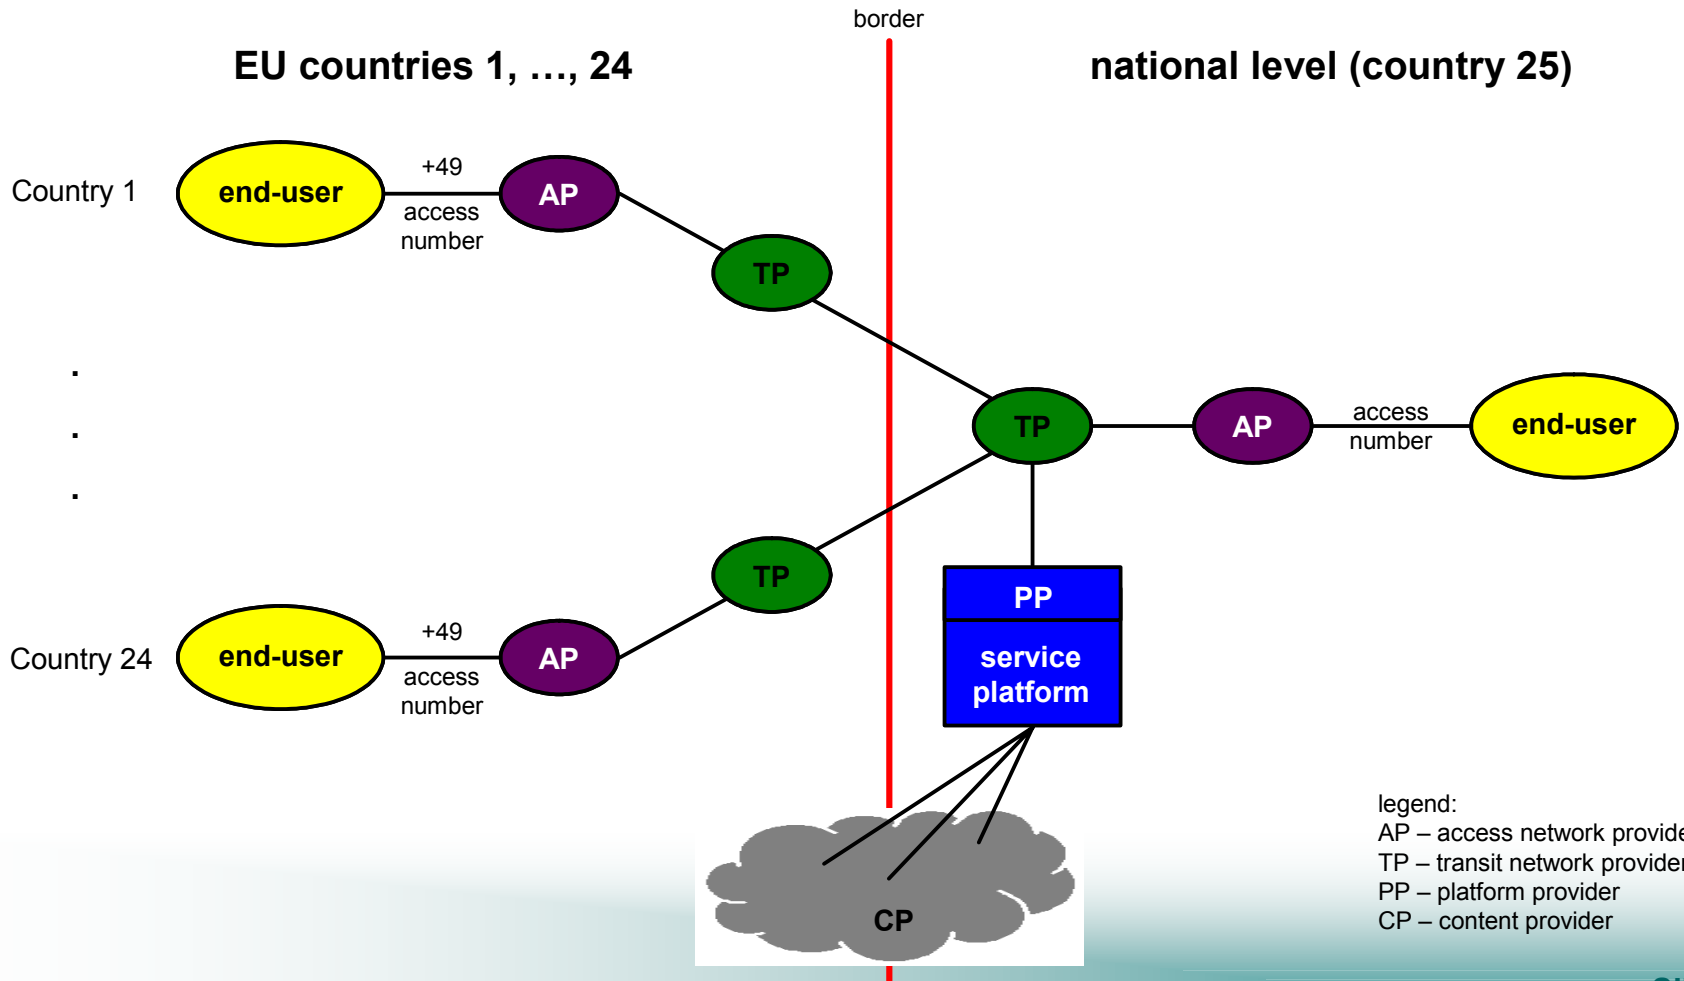 border
EU countries 1, …, 24
national level (country 25)
Country 1
end-user
+49
access
number
AP
TP
.
.
.
TP
AP
access
number
end-user
TP
Country 24
end-user
+49
access
number
AP
PP
service
platform
CP
legend:
AP – access network provide
TP – transit network provider
PP – platform provider
CP – content provider